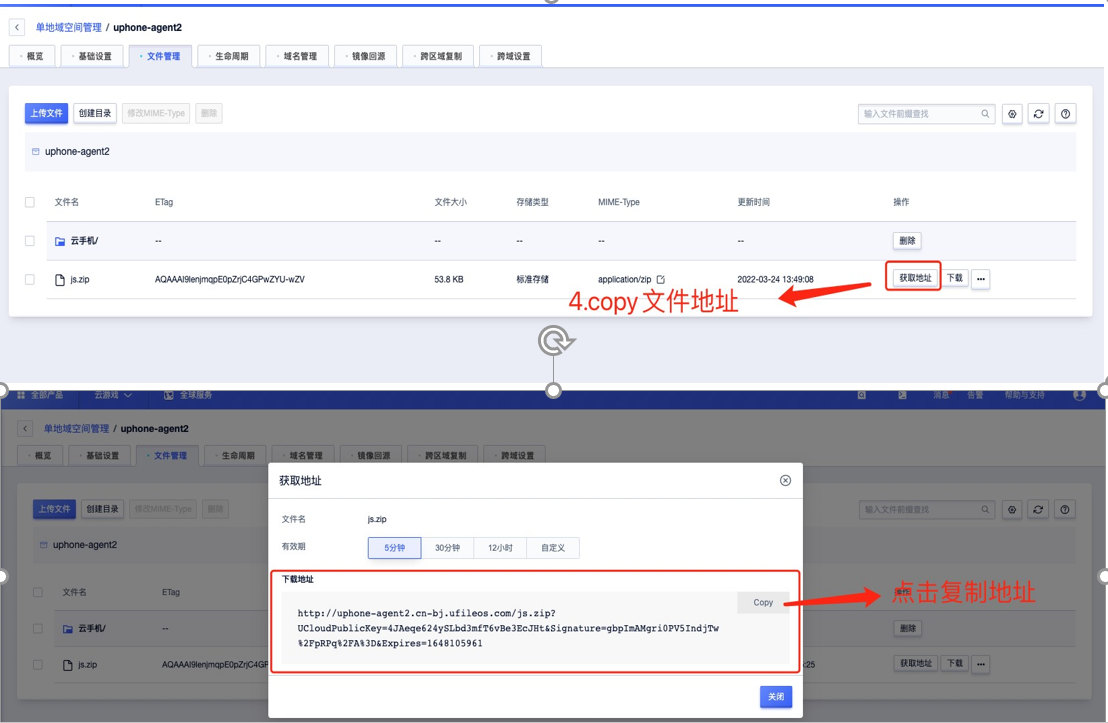 单地域空间管理 / uphone-agent2
概览 基础设置 文件管理 生命周期 域名管理 镜像回源 跨区域复制 跨域设置
上传文件 创建目录 修改MIME-Type 删除 输入文件前缀查找
uphone-agent2
文件名 ETag 文件大小 存储类型 MIME-Type 更新时间 操作
云手机/ -- -- -- -- -- 删除
js.zip AQAAAI9lenjmqpE0pZrjC4GPwZYU-wZV 53.8 KB 标准存储 application/zip 2022-03-24 13:49:08 获取地址 下载 •••
4.copy 文件地址
全部产品 云游戏 全球服务 消息 告警 帮助与支持
单地域空间管理 / uphone-agent2
概览 基础设置 文件管理 生命周期 域名管理 镜像回源 跨区域复制 跨域设置
上传文件 创建目录 修改MIME-Type 删除 输入文件前缀查找
uphone-agent2
文件名 ETag
云手机/ -- 删除
js.zip AQAAAI9lenjmqpE0pZrjC4G :25 获取地址 下载 •••
获取地址
文件名 js.zip
有效期 5分钟 30分钟 12小时 自定义
下载地址
Copy
点击复制地址
http://uphone-agent2.cn-bj.ufileos.com/js.zip?
UCloudPublicKey=4JAeqe624ySLbd3mfT6vBe3EcJHt&Signature=gbpImAMgri0PV5IndjTw
%2FpRPq%2FA%3D&Expires=1648105961
关闭